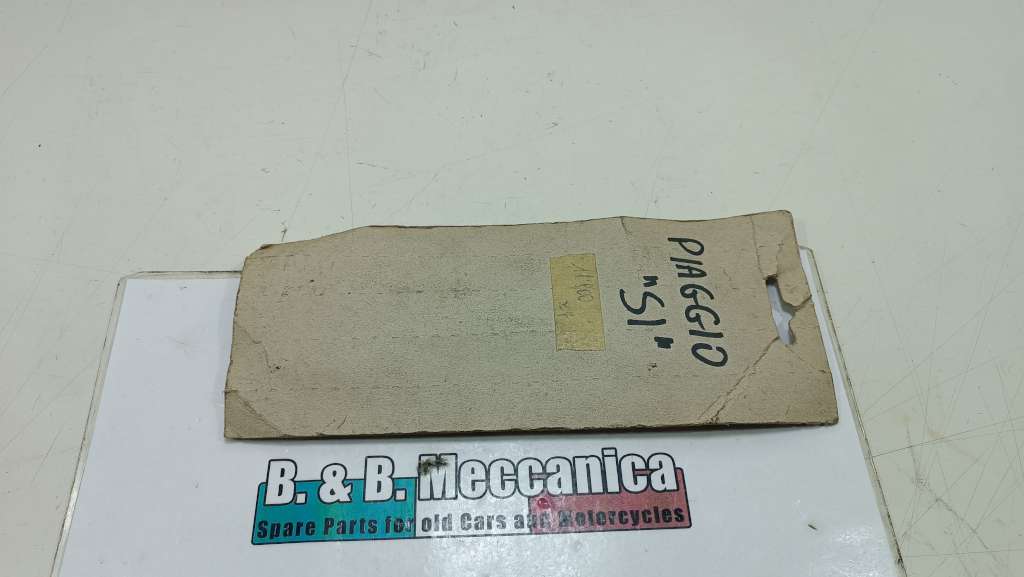 PIAGGIO
"SI"
B. & B. Meccanica
Spare Parts for old Cars and Motorcycles